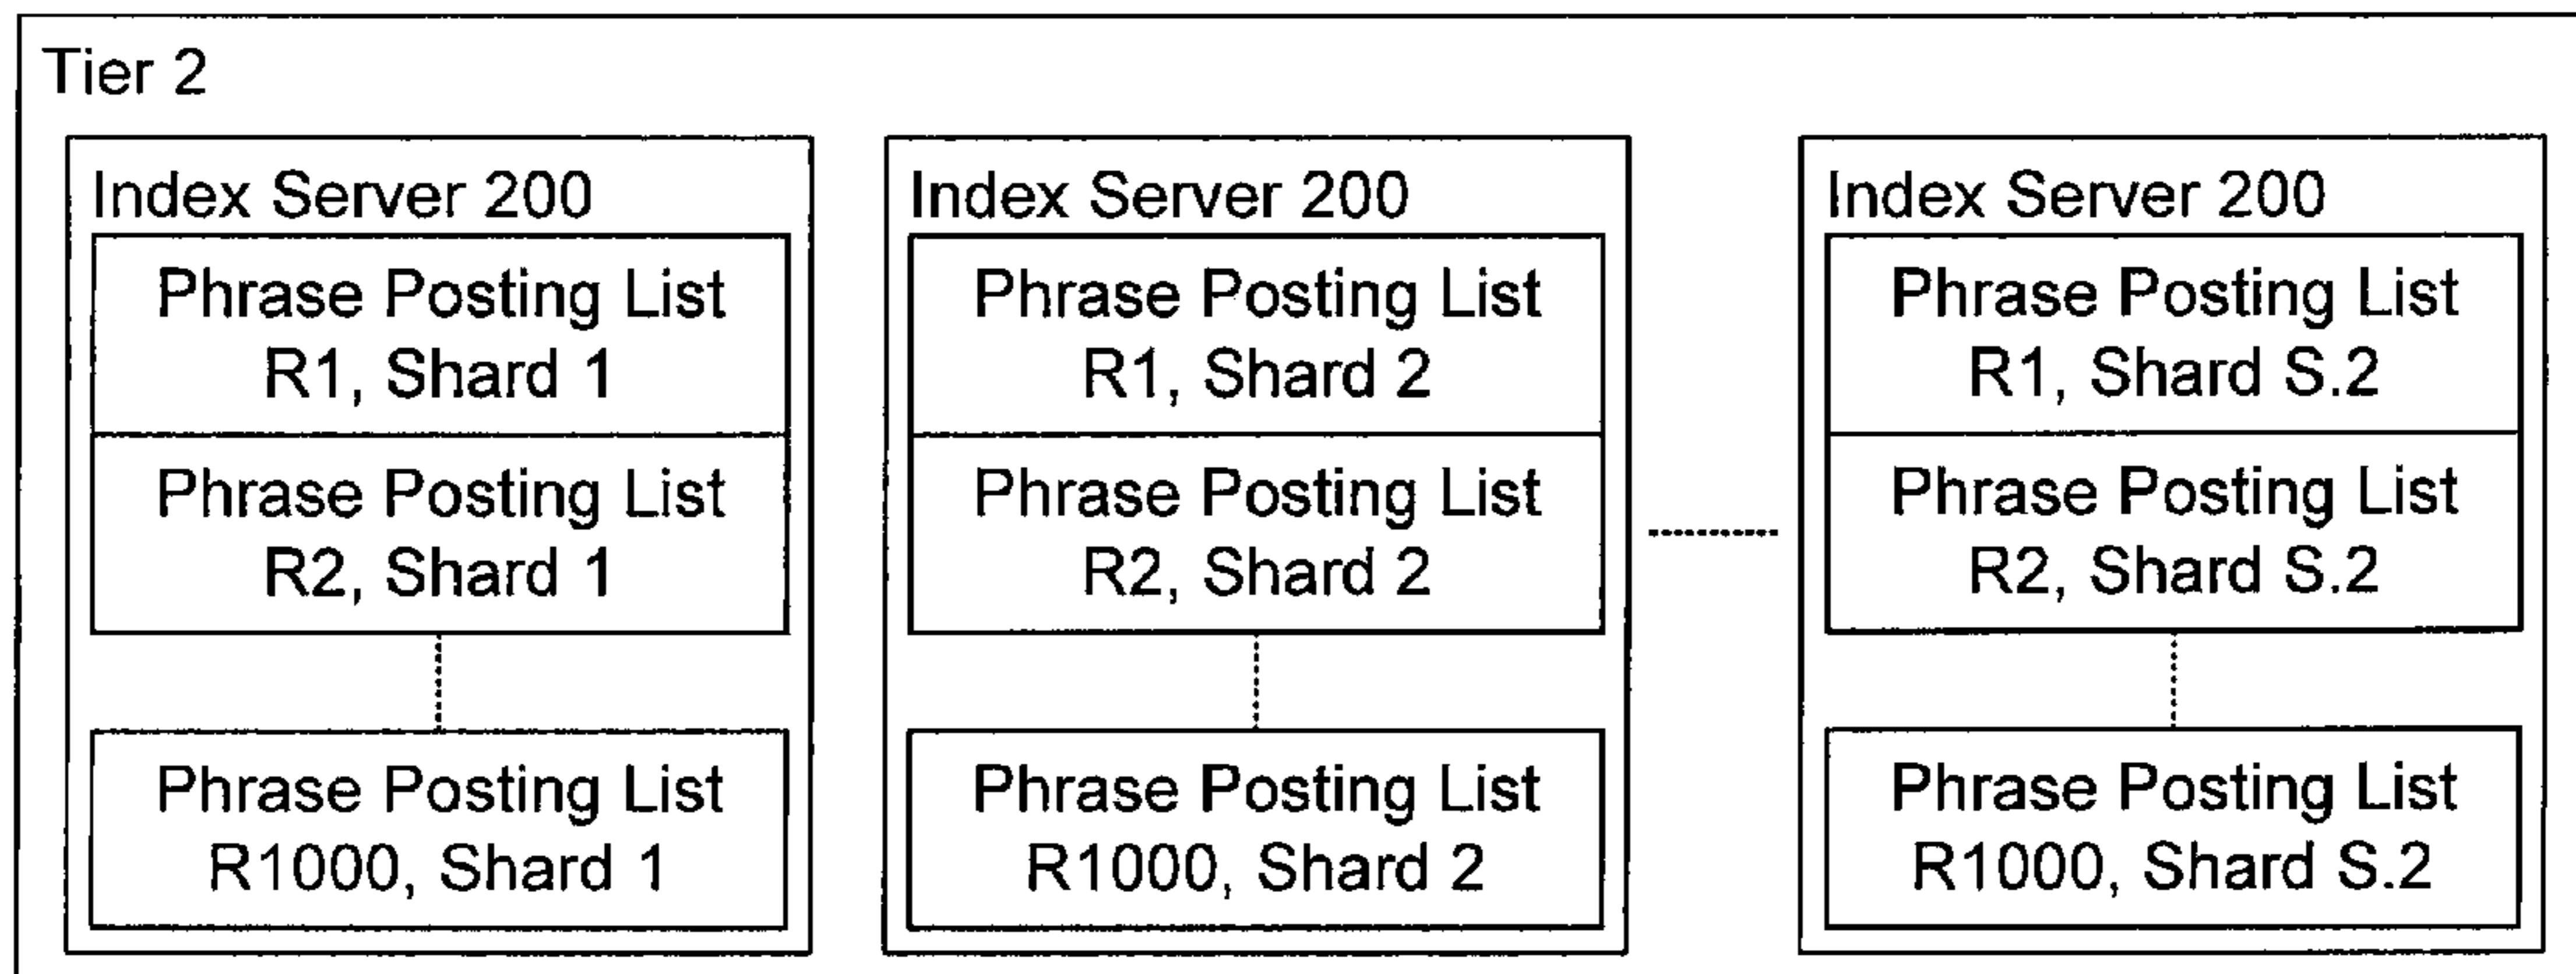 Tier 2
Index Server 200
Phrase Posting List
R1, Shard 1
Phrase Posting List
R2, Shard 1
Phrase Posting List
R1000, Shard 1
Index Server 200
Phrase Posting List
R1, Shard 2
Phrase Posting List
R2, Shard 2
Phrase Posting List
R1000, Shard 2
Index Server 200
Phrase Posting List
R1, Shard S.2
Phrase Posting List
R2, Shard S.2
Phrase Posting List
R1000, Shard S.2